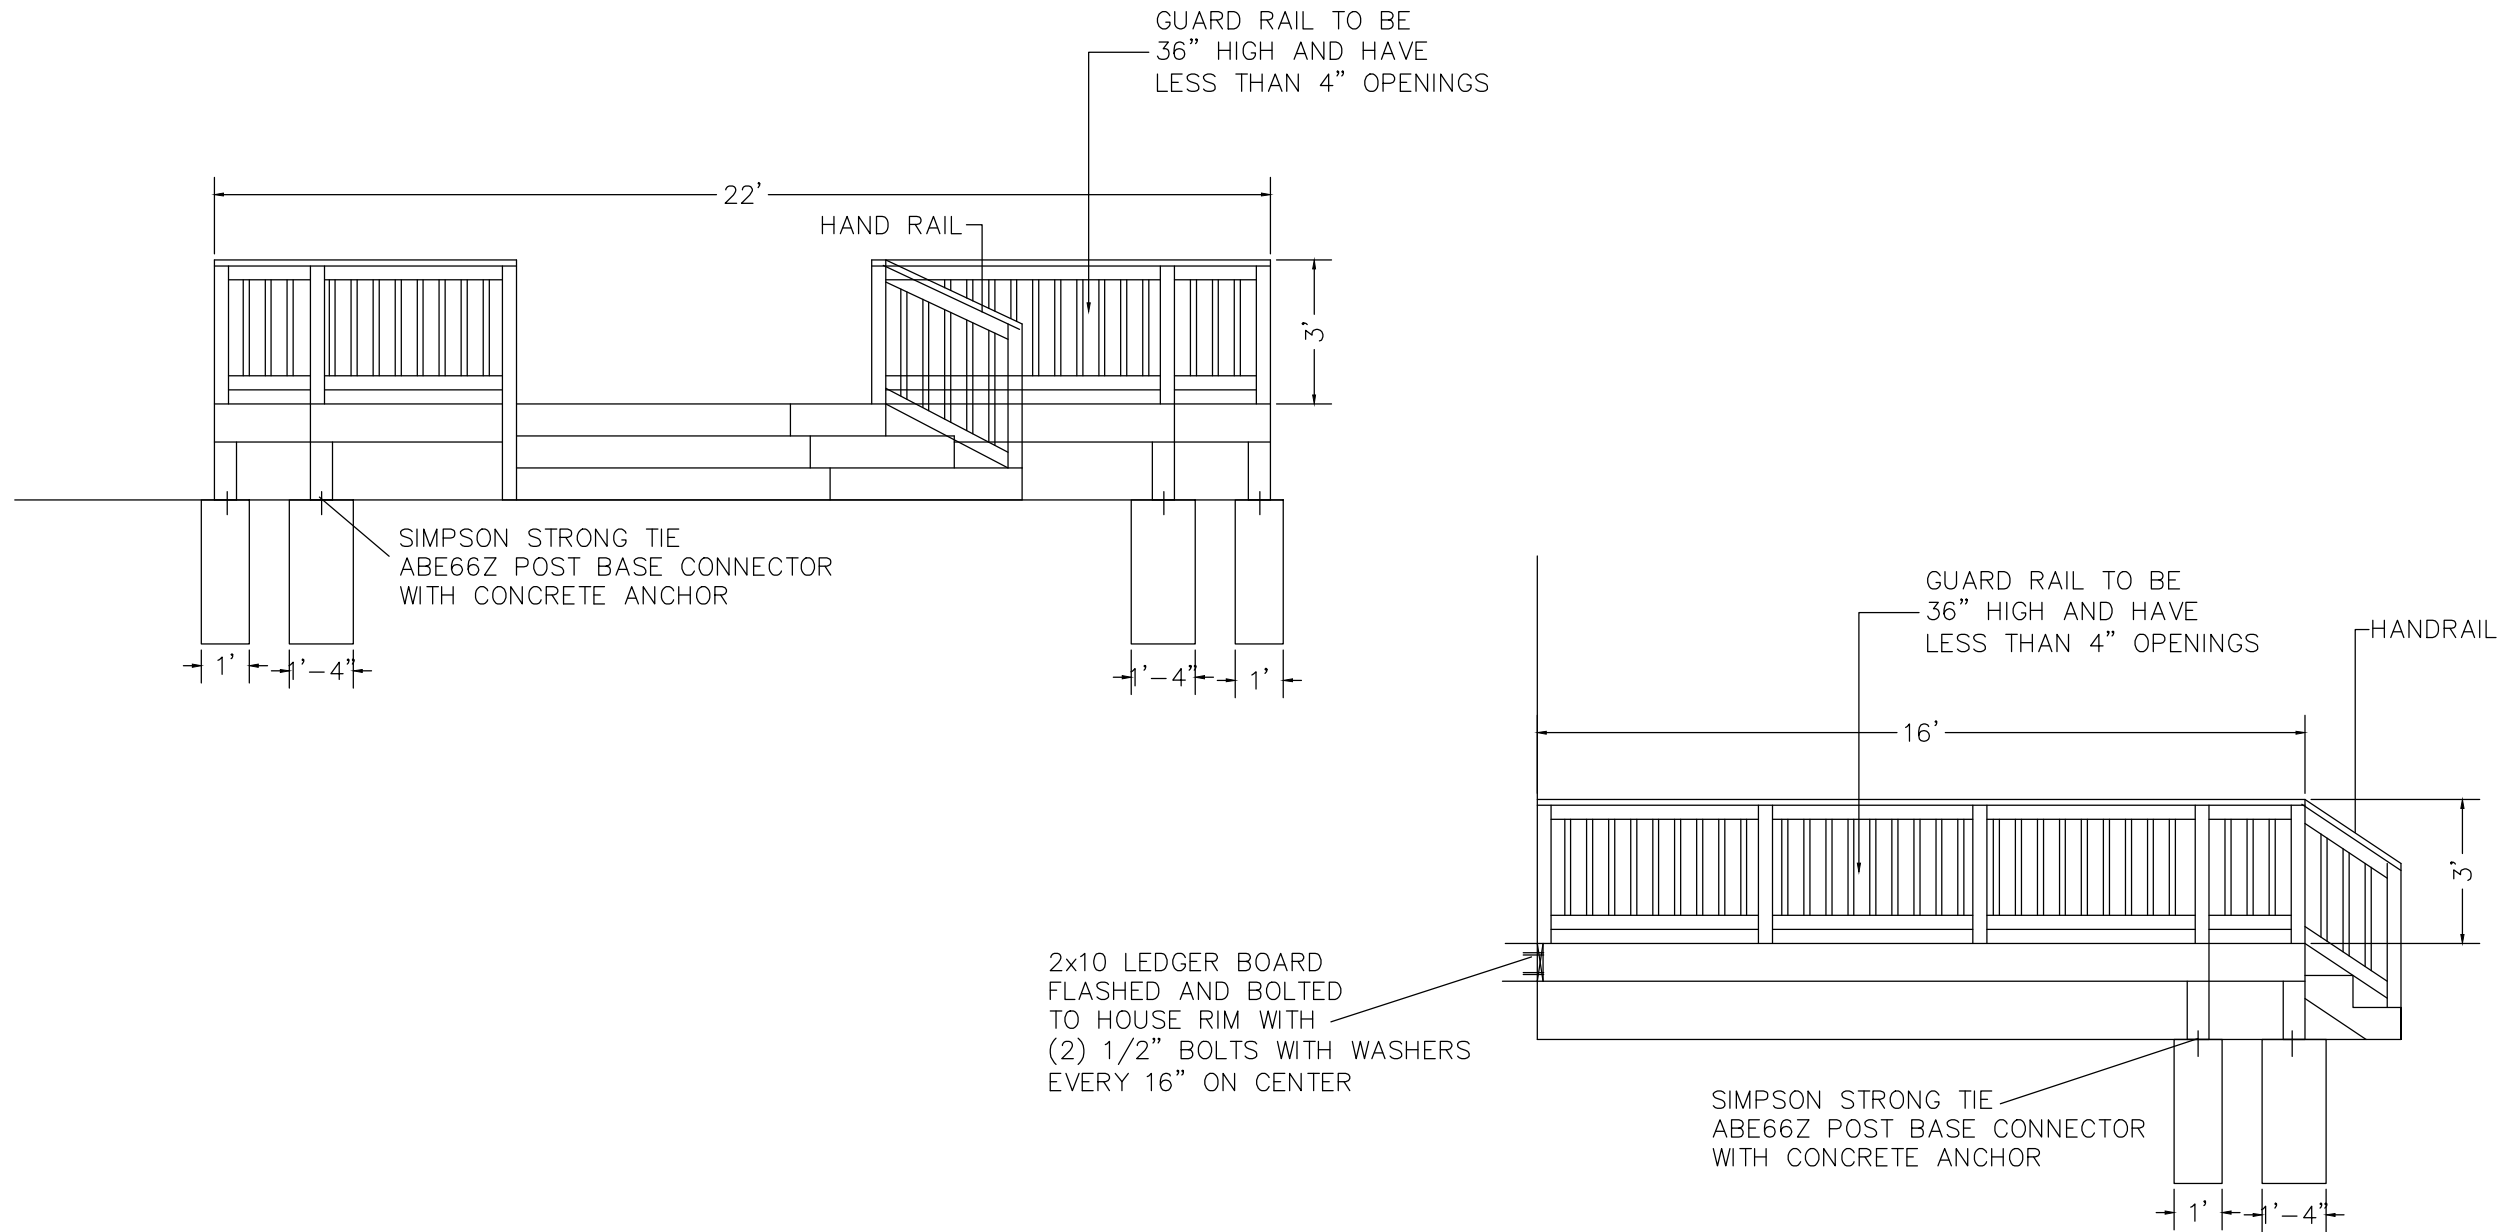 GUARD RAIL TO BE
36" HIGH AND HAVE
LESS THAN 4" OPENINGS
22'
HAND RAIL
3'
SIMPSON STRONG TIE
ABE66Z POST BASE CONNECTOR
WITH CONCRETE ANCHOR
1'
1'-4"
1'-4"
1'
GUARD RAIL TO BE
36" HIGH AND HAVE
LESS THAN 4" OPENINGS
HANDRAIL
16'
3'
2x10 LEDGER BOARD
FLASHED AND BOLTED
TO HOUSE RIM WITH
(2) 1/2" BOLTS WITH WASHERS
EVERY 16" ON CENTER
SIMPSON STRONG TIE
ABE66Z POST BASE CONNECTOR
WITH CONCRETE ANCHOR
1'
1'-4"